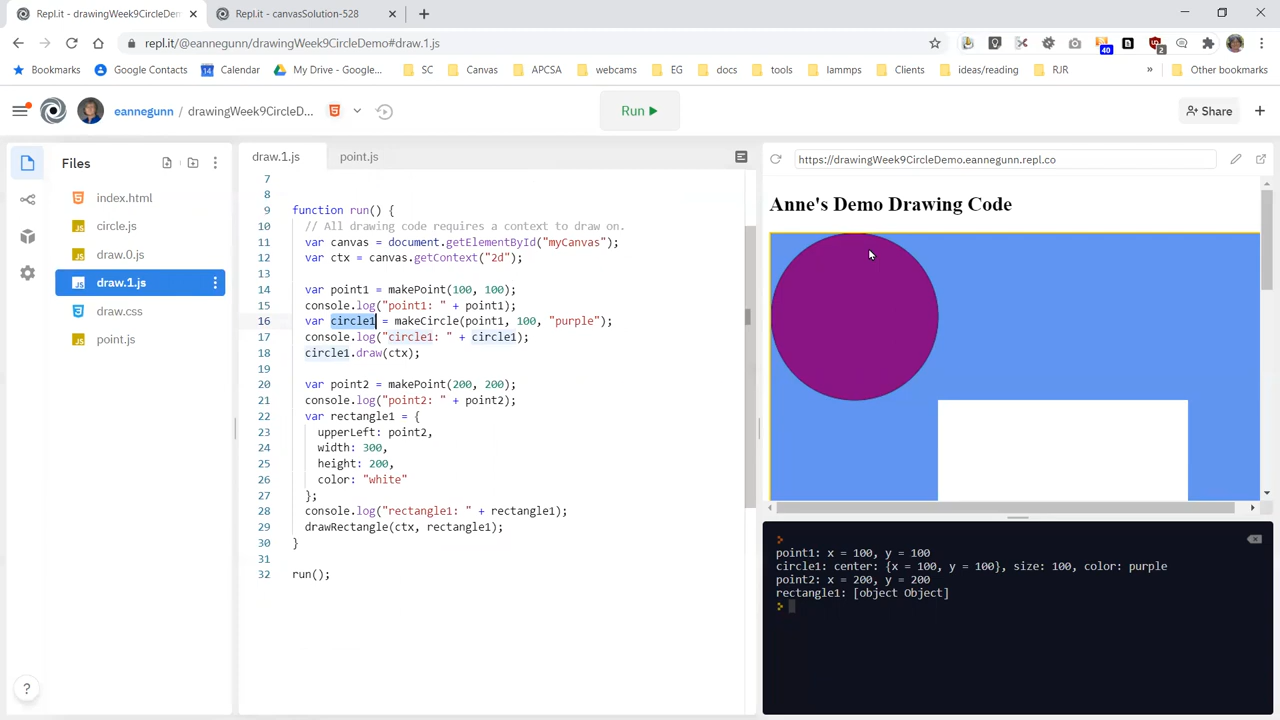 Repl.it - drawingWeek9CircleDem
Repl.it - canvasSolution-528
repl.it/@eannegunn/drawingWeek9CircleDemo#draw.1.js
40
2
Bookmarks
Google Contacts
Calendar
My Drive - Google...
SC
Canvas
APCSA
webcams
EG
docs
tools
lammps
Clients
ideas/reading
RJR
»
Other bookmarks
eannegunn / drawingWeek9CircleD...
Run
Share
Files
index.html
circle.js
draw.0.js
draw.1.js
draw.css
point.js
?
draw.1.js
point.js
7
8
9 function run() {
10 // All drawing code requires a context to draw on.
11 var canvas = document.getElementById("myCanvas");
12 var ctx = canvas.getContext("2d");
13
14 var point1 = makePoint(100, 100);
15 console.log("point1: " + point1);
16 var circle1 = makeCircle(point1, 100, "purple");
17 console.log("circle1: " + circle1);
18 circle1.draw(ctx);
19
20 var point2 = makePoint(200, 200);
21 console.log("point2: " + point2);
22 var rectangle1 = {
23 upperLeft: point2,
24 width: 300,
25 height: 200,
26 color: "white"
27 };
28 console.log("rectangle1: " + rectangle1);
29 drawRectangle(ctx, rectangle1);
30 }
31
32 run();
https://drawingWeek9CircleDemo.eannegunn.repl.co
Anne's Demo Drawing Code
point1: x = 100, y = 100
circle1: center: {x = 100, y = 100}, size: 100, color: purple
point2: x = 200, y = 200
rectangle1: [object Object]